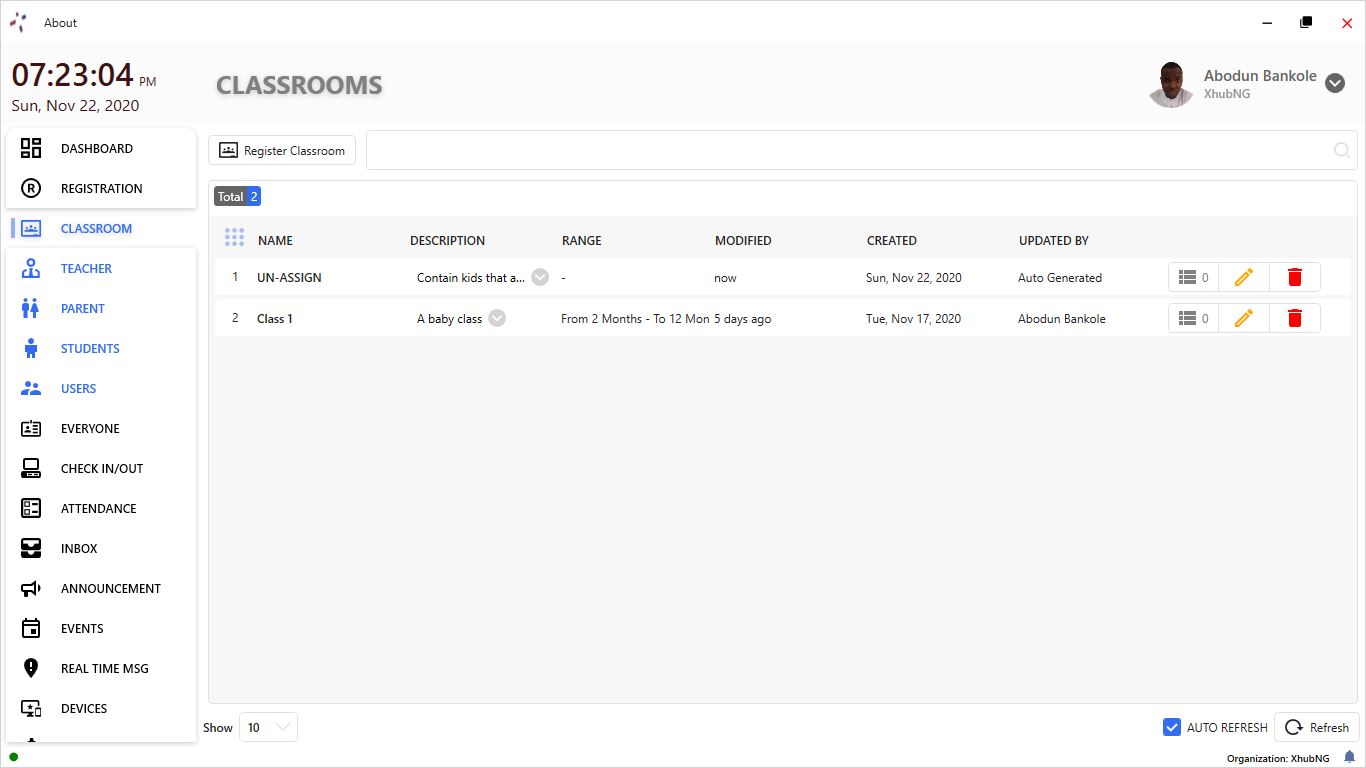 About
07:23:04 PM
Sun, Nov 22, 2020
CLASSROOMS
Abodun Bankole
XhubNG
DASHBOARD
REGISTRATION
CLASSROOM
TEACHER
PARENT
STUDENTS
USERS
EVERYONE
CHECK IN/OUT
ATTENDANCE
INBOX
ANNOUNCEMENT
EVENTS
REAL TIME MSG
DEVICES
Register Classroom
Total 2
NAME DESCRIPTION RANGE MODIFIED CREATED UPDATED BY
1 UN-ASSIGN Contain kids that a... - now Sun, Nov 22, 2020 Auto Generated 0
2 Class 1 A baby class From 2 Months - To 12 Mon 5 days ago Tue, Nov 17, 2020 Abodun Bankole 0
Show 10
AUTO REFRESH Refresh
Organization: XhubNG